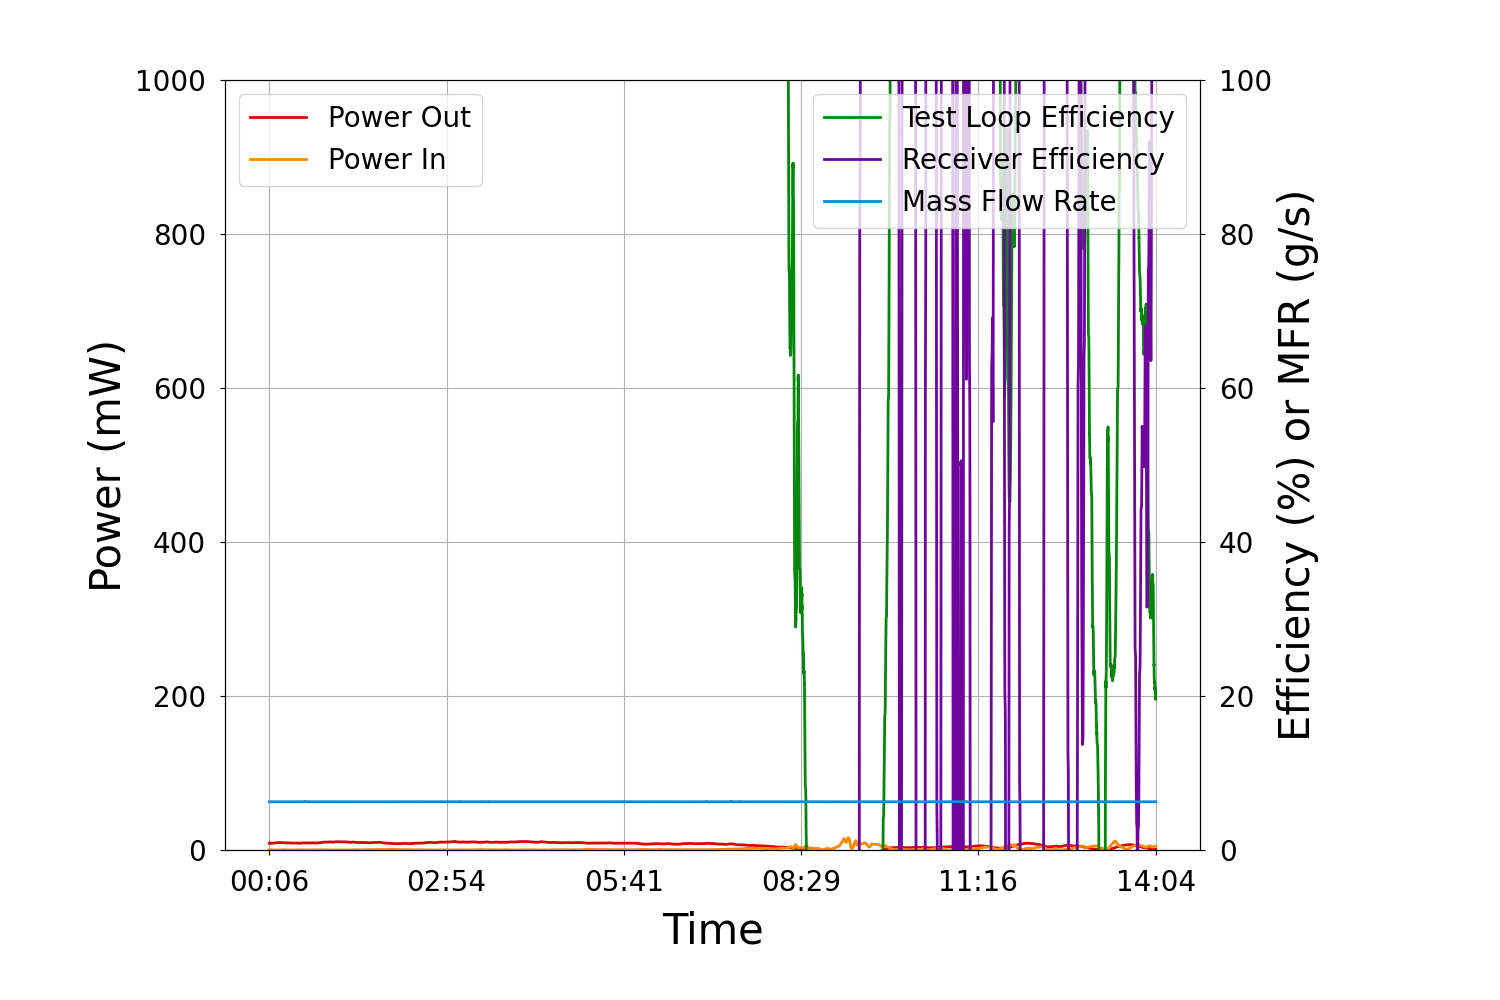 1000
800
600
400
200
0
Power (mW)
Power Out
Power In
Test Loop Efficiency
Receiver Efficiency
Mass Flow Rate
100
80
60
40
20
0
Efficiency (%) or MFR (g/s)
00:06 02:54 05:41 08:29 11:16 14:04
Time